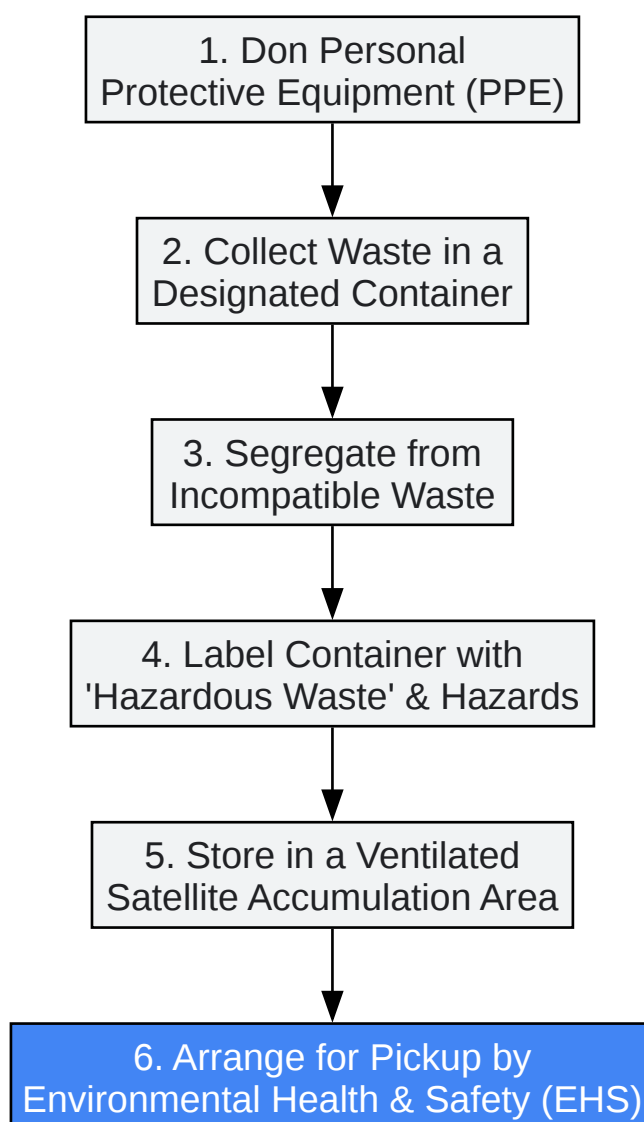 1. Don Personal
Protective Equipment (PPE)
2. Collect Waste in a
Designated Container
3. Segregate from
Incompatible Waste
4. Label Container with
'Hazardous Waste' & Hazards
5. Store in a Ventilated
Satellite Accumulation Area
6. Arrange for Pickup by
Environmental Health & Safety (EHS)